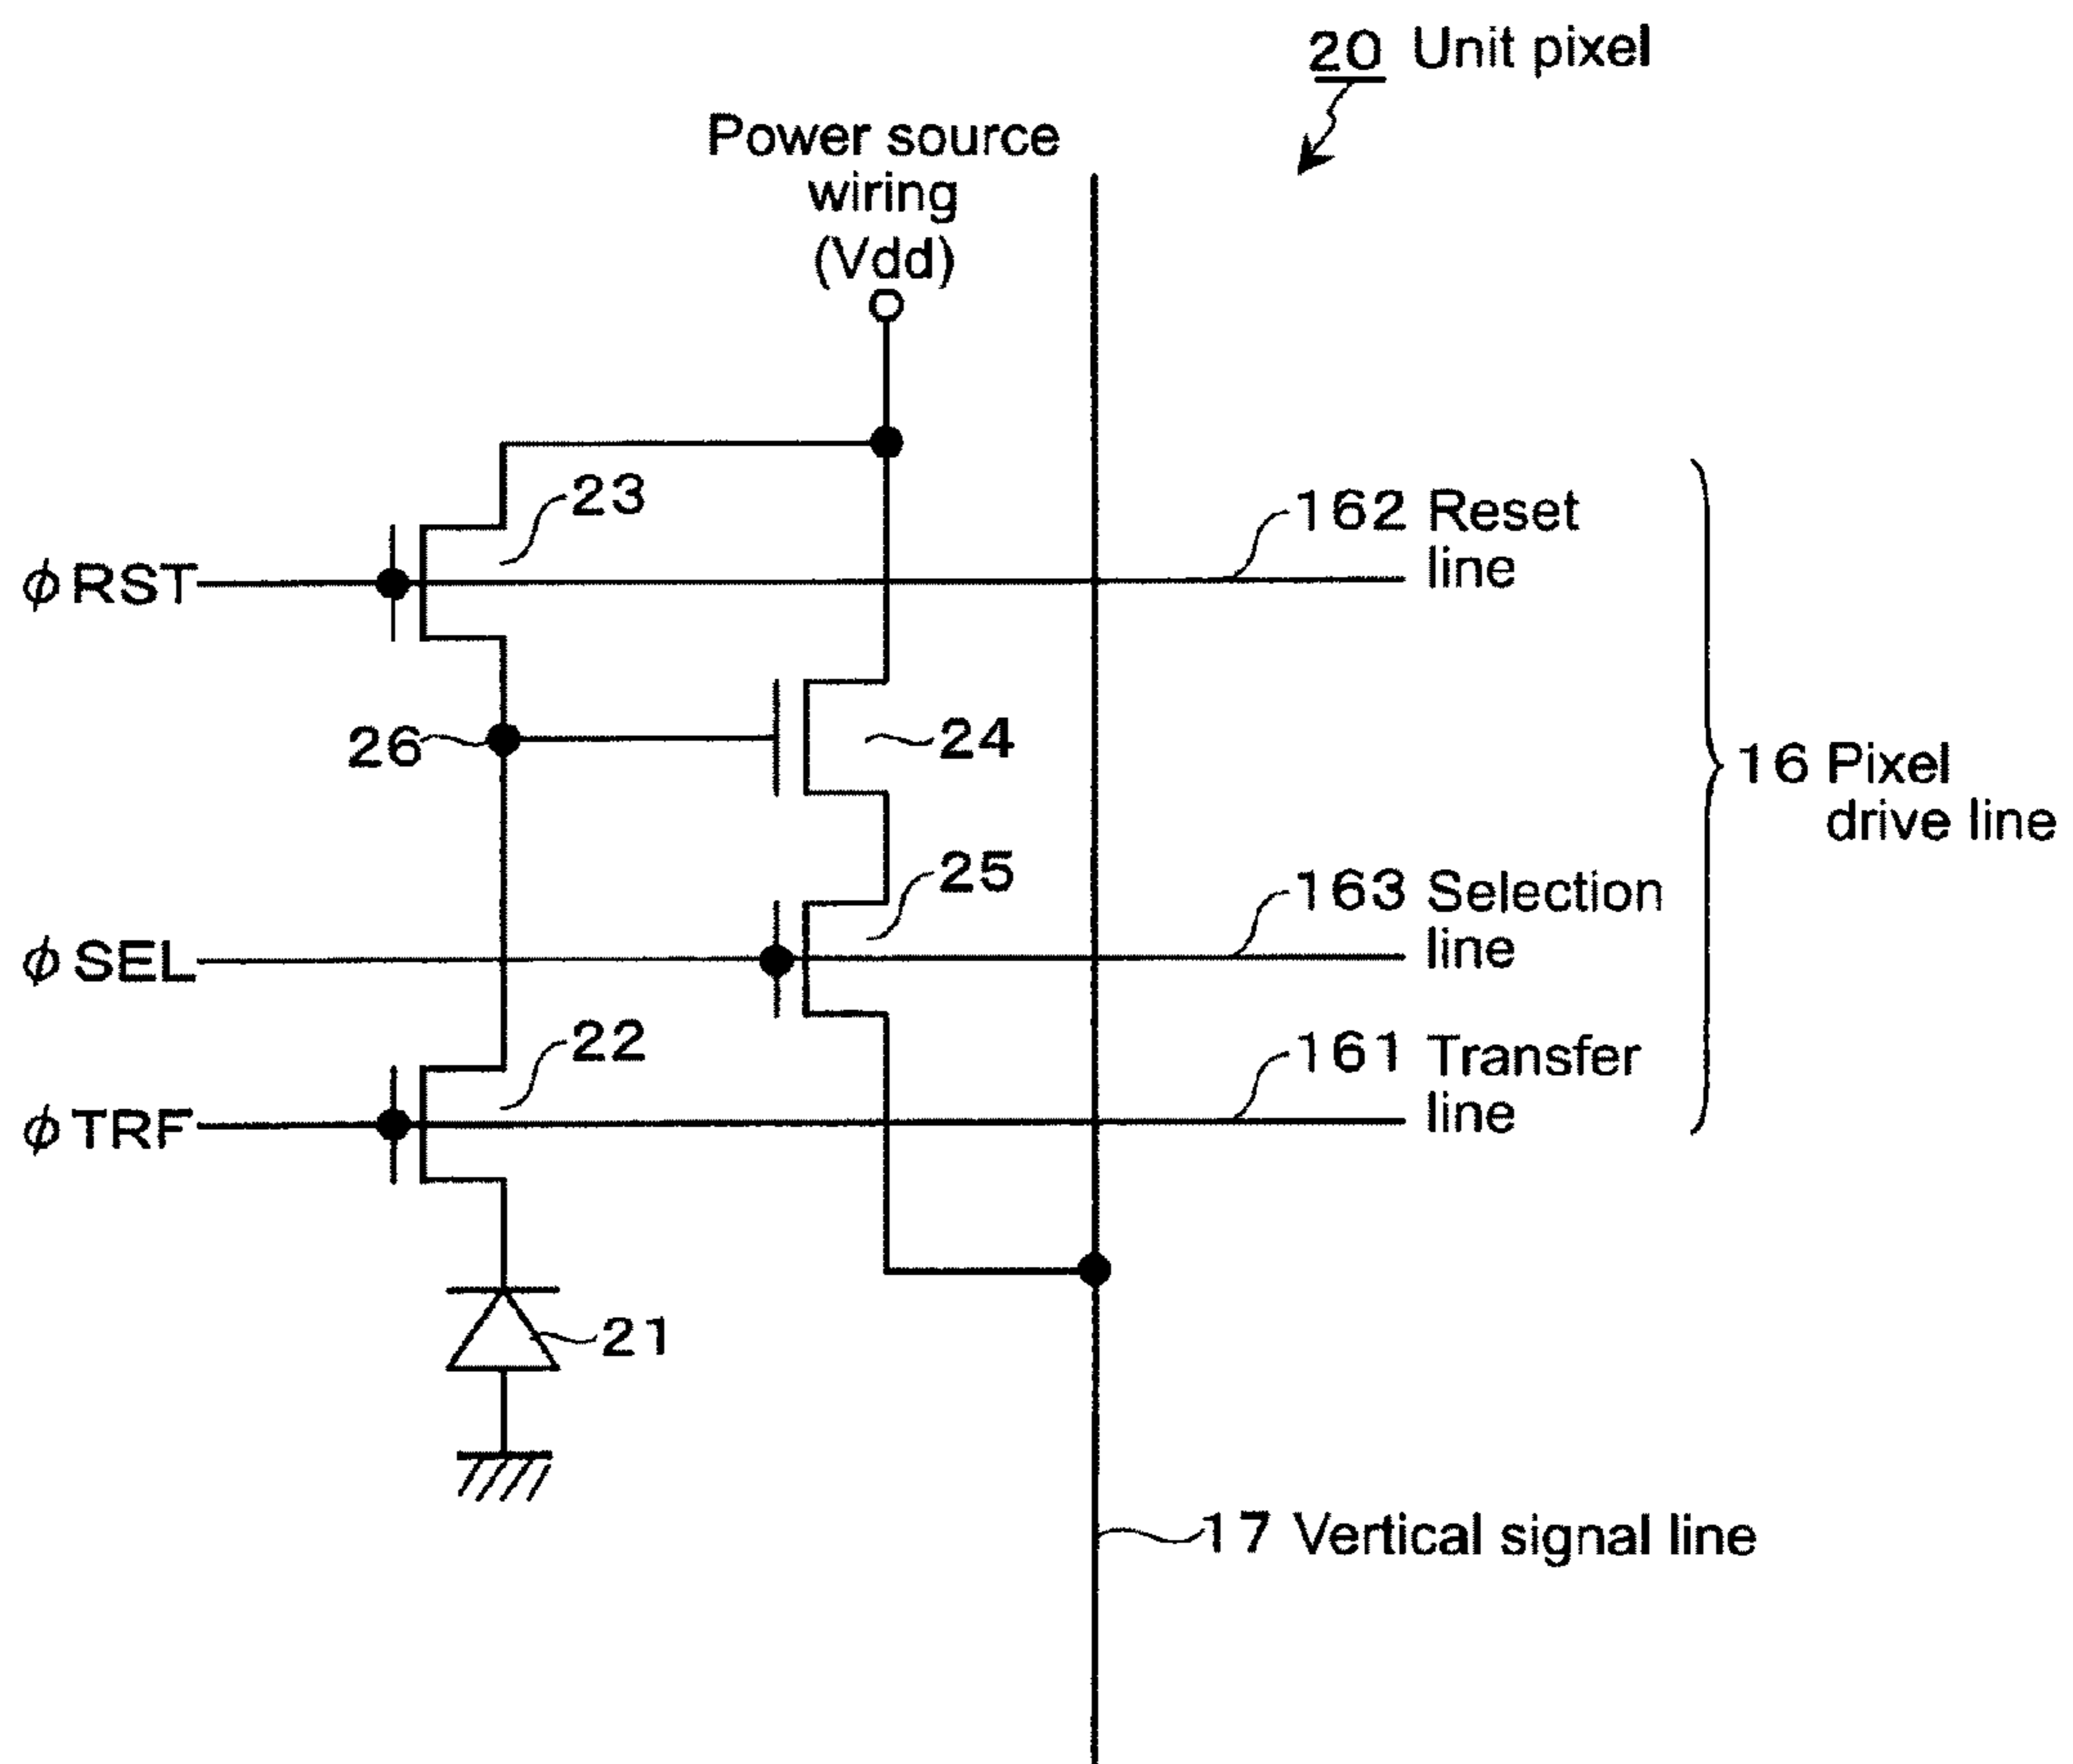 20 Unit pixel
Power source
wiring
(Vdd)
23
162 Reset
line
ϕRST
26
24
16 Pixel
drive line
25
163 Selection
line
ϕSEL
22
161 Transfer
line
ϕTRF
21
17 Vertical signal line